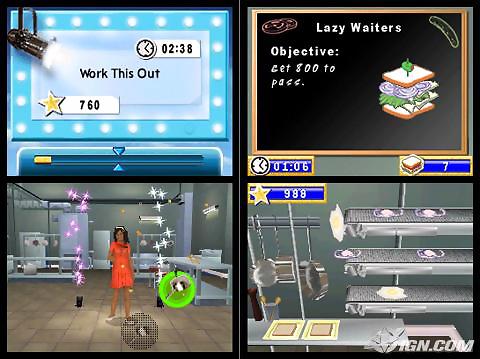 02:38
Work This Out
760
Lazy Waiters
Objective:
Get 800 to
pass.
01:06
7
988
IGN.COM